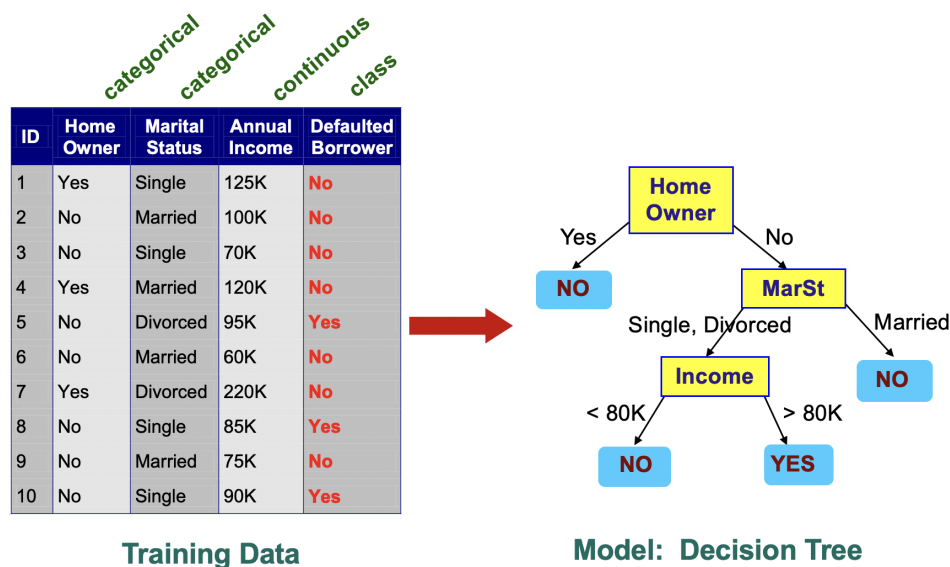 categorical
categorical
continuous
class
ID Home Owner Marital Status Annual Income Defaulted Borrower
1 Yes Single 125K No
2 No Married 100K No
3 No Single 70K No
4 Yes Married 120K No
5 No Divorced 95K Yes
6 No Married 60K No
7 Yes Divorced 220K No
8 No Single 85K Yes
9 No Married 75K No
10 No Single 90K Yes
Training Data
Home
Owner
Yes No
NO MarSt
Single, Divorced Married
Income NO
< 80K > 80K
NO YES
Model: Decision Tree